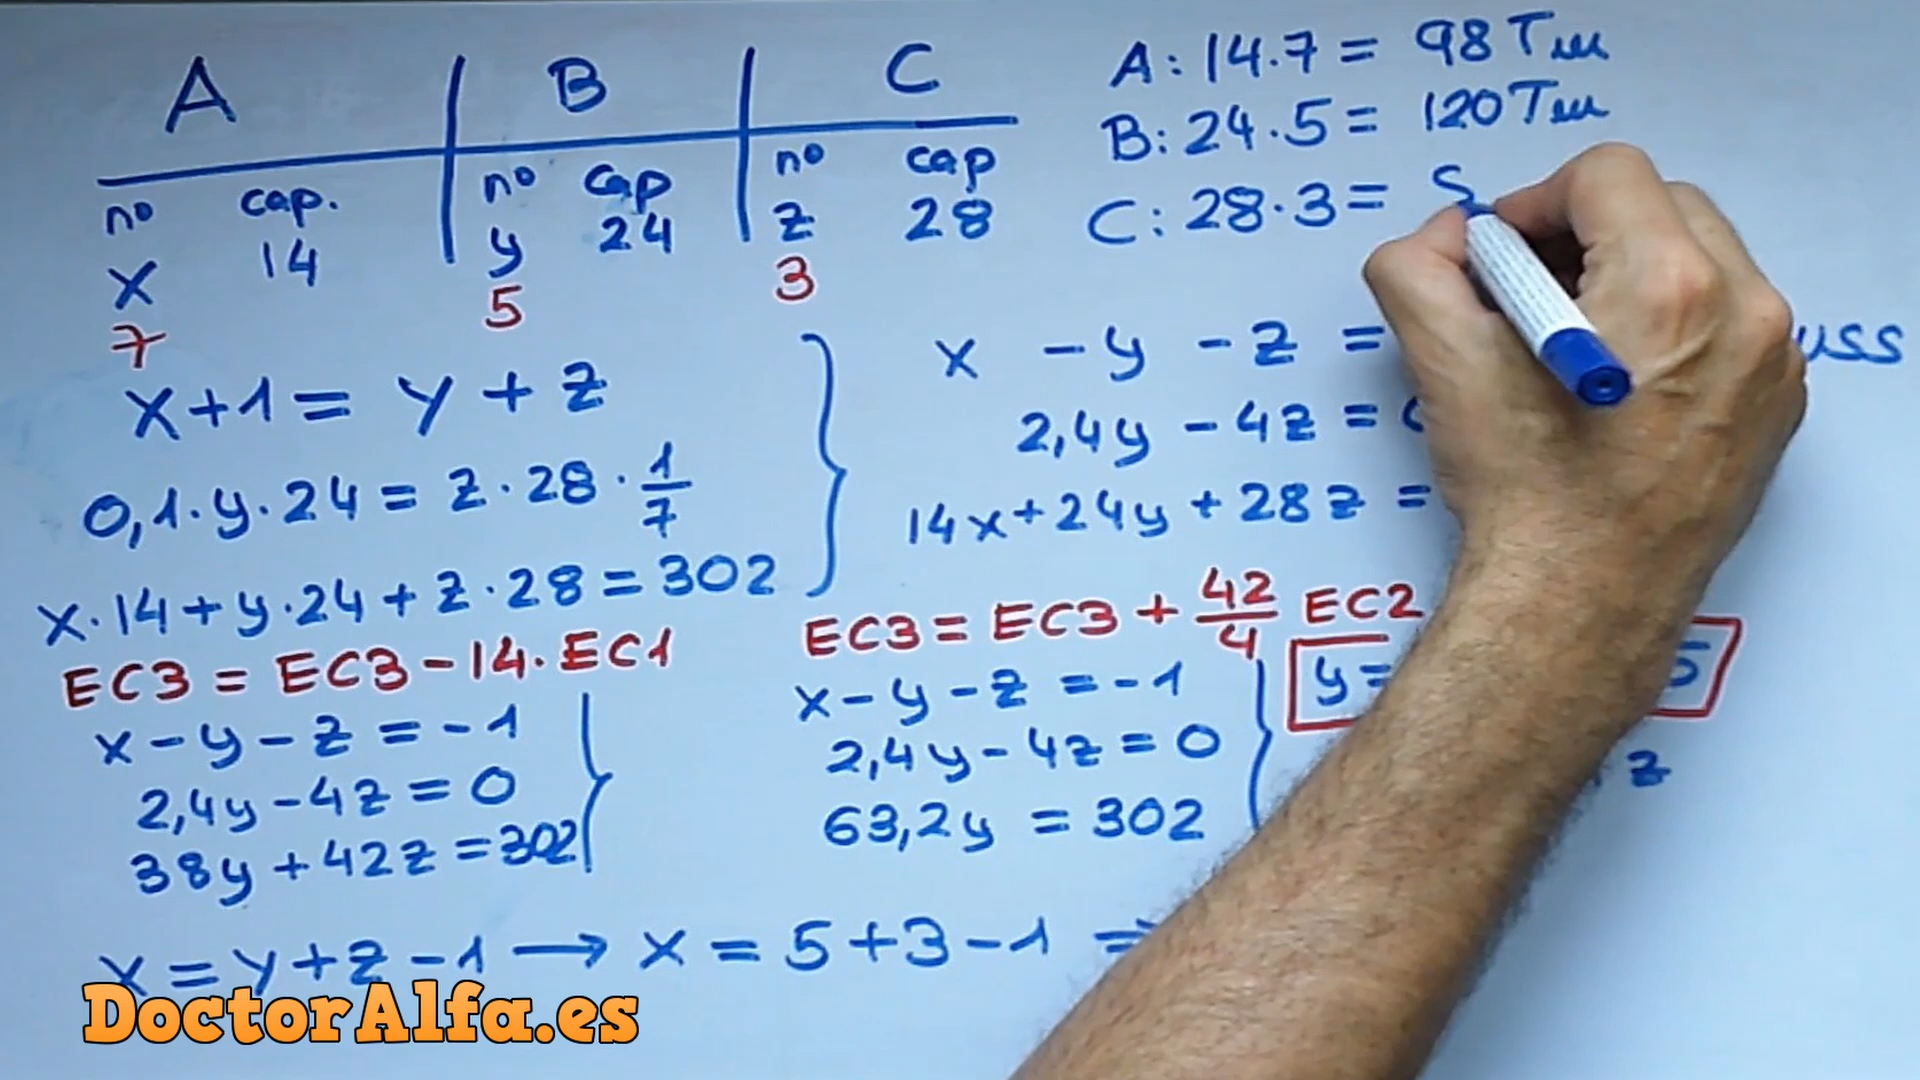 A B C
nº cap. nº cap nº cap
x 14 y 24 z 28
7 5 3
A: 14.7 = 98 Tm
B: 24.5 = 120 Tm
C: 28.3 =
x+1 = y + z
0,1.y.24 = z.28.1/7
x.14+y.24+z.28=302
x - y - z =
2,4y - 4z =
14x+24y+28z =
EC3 = EC3 - 14.EC1
x - y - z = -1
2,4y - 4z = 0
38y + 42z = 302
EC3 = EC3 + 42/4 EC2
x - y - z = -1
2,4y - 4z = 0
63,2y = 302
y= 5
z
x = y+z-1 → x = 5+3-1
DoctorAlfa.es